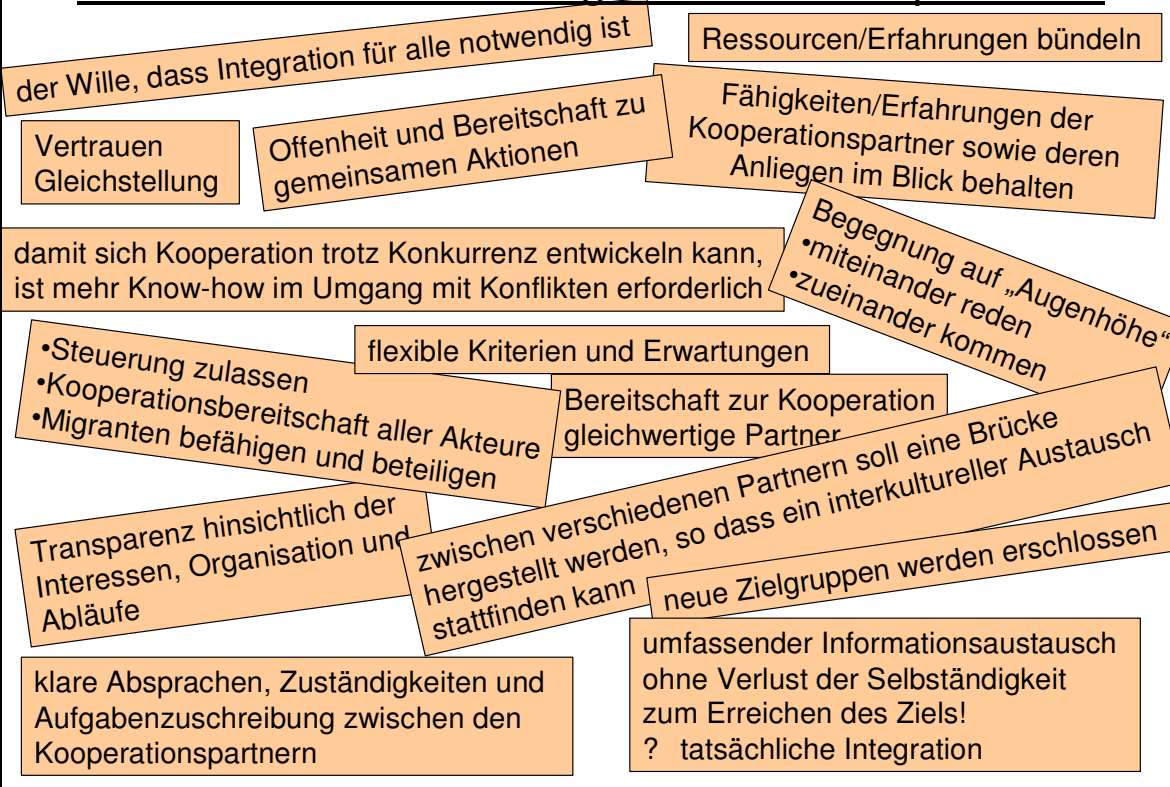 der Wille, dass Integration für alle notwendig ist
Ressourcen/Erfahrungen bündeln
Vertrauen
Gleichstellung
Offenheit und Bereitschaft zu
gemeinsamen Aktionen
Fähigkeiten/Erfahrungen der
Kooperationspartner sowie deren
Anliegen im Blick behalten
damit sich Kooperation trotz Konkurrenz entwickeln kann,
ist mehr Know-how im Umgang mit Konflikten erforderlich
Begegnung auf „Augenhöhe“
•miteinander reden
•zueinander kommen
•Steuerung zulassen
•Kooperationsbereitschaft aller Akteure
•Migranten befähigen und beteiligen
flexible Kriterien und Erwartungen
Bereitschaft zur Kooperation
gleichwertige Partner
zwischen verschiedenen Partnern soll eine Brücke
hergestellt werden, so dass ein interkultureller Austausch
stattfinden kann
Transparenz hinsichtlich der
Interessen, Organisation und
Abläufe
neue Zielgruppen werden erschlossen
klare Absprachen, Zuständigkeiten und
Aufgabenzuschreibung zwischen den
Kooperationspartnern
umfassender Informationsaustausch
ohne Verlust der Selbständigkeit
zum Erreichen des Ziels!
? tatsächliche Integration